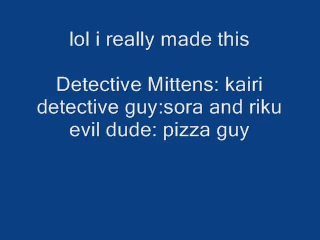 lol i really made this
Detective Mittens: kairi
detective guy:sora and riku
evil dude: pizza guy